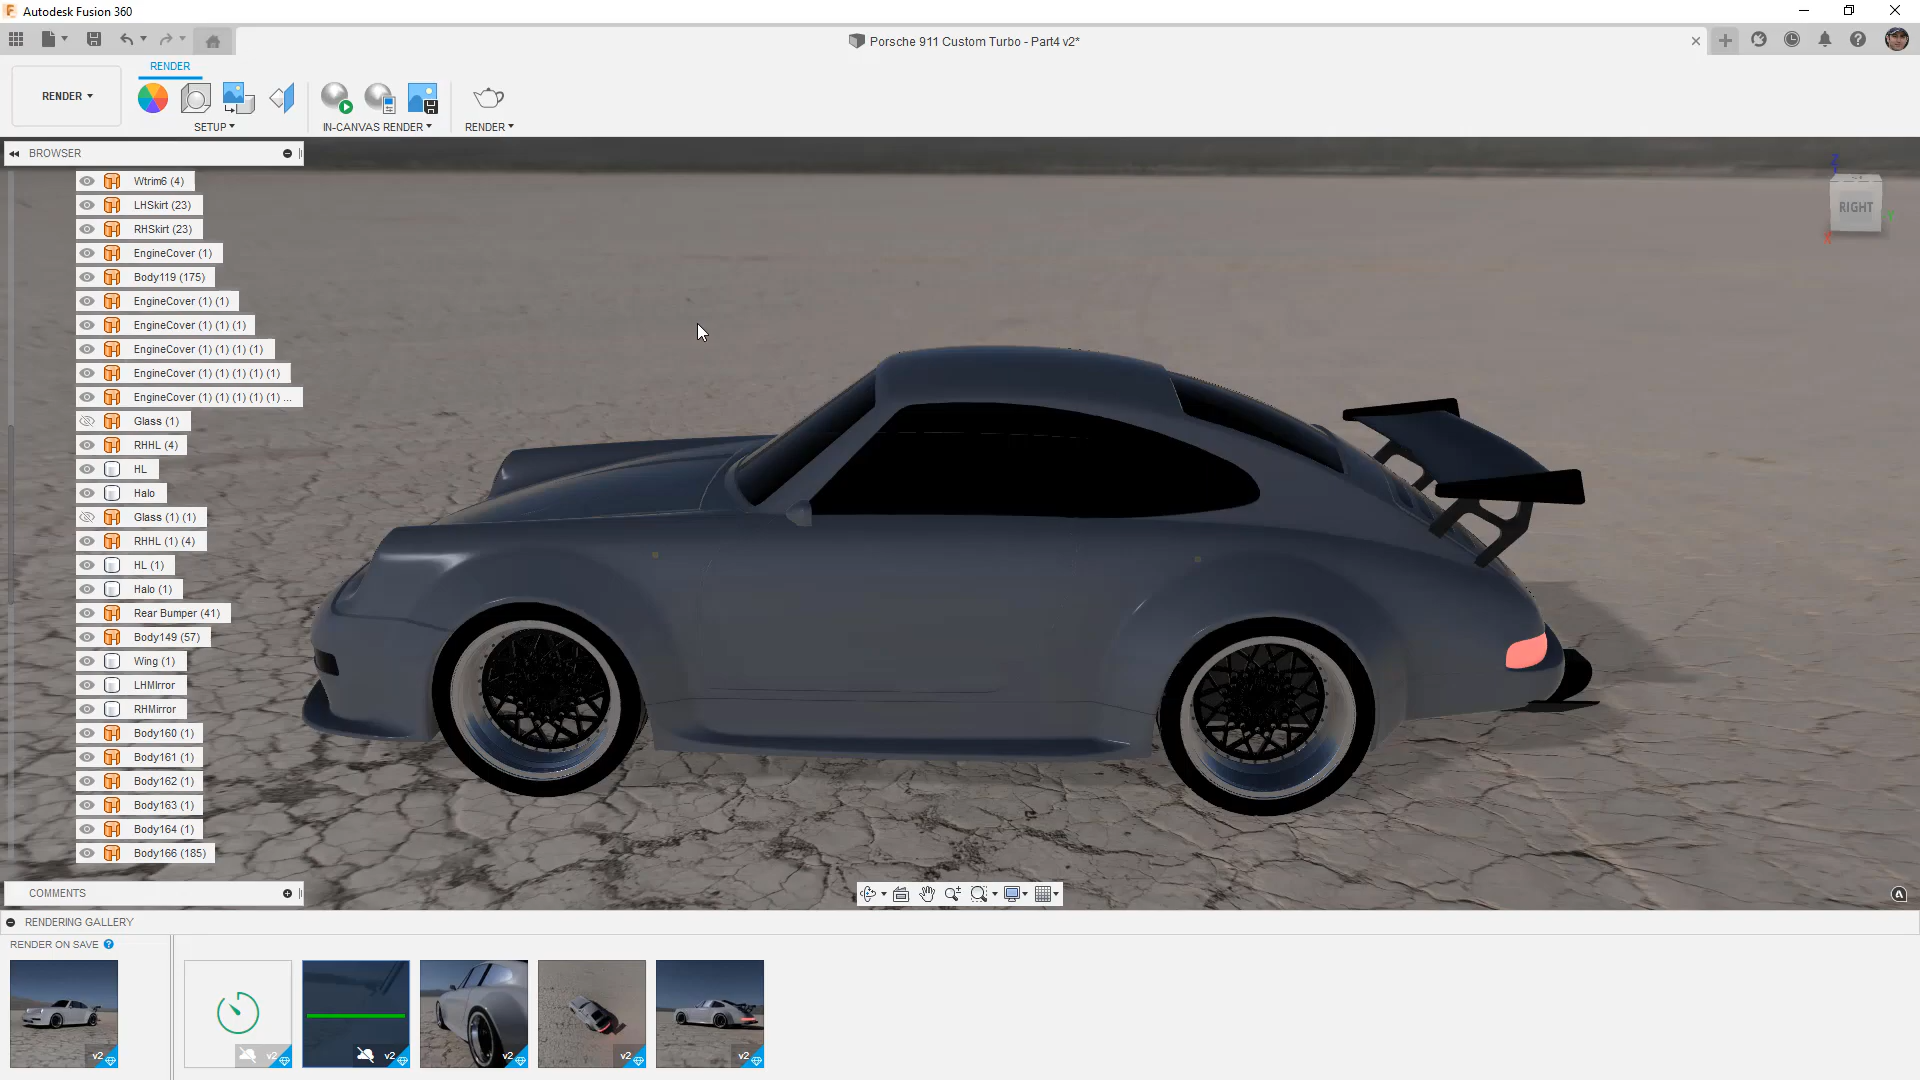 Autodesk Fusion 360
Porsche 911 Custom Turbo - Part4 v2*
RENDER
RENDER
SETUP
IN-CANVAS RENDER
RENDER
BROWSER
Wtrim6 (4)
LHSkirt (23)
RHSkirt (23)
EngineCover (1)
Body119 (175)
EngineCover (1) (1)
EngineCover (1) (1) (1)
EngineCover (1) (1) (1) (1)
EngineCover (1) (1) (1) (1) (1)
EngineCover (1) (1) (1) (1) (1) ...
Glass (1)
RHHL (4)
HL
Halo
Glass (1) (1)
RHHL (1) (4)
HL (1)
Halo (1)
Rear Bumper (41)
Body149 (57)
Wing (1)
LHMIrror
RHMirror
Body160 (1)
Body161 (1)
Body162 (1)
Body163 (1)
Body164 (1)
Body166 (185)
Z
RIGHT
Y
X
COMMENTS
RENDERING GALLERY
RENDER ON SAVE
v2
v2
v2
v2
v2
v2